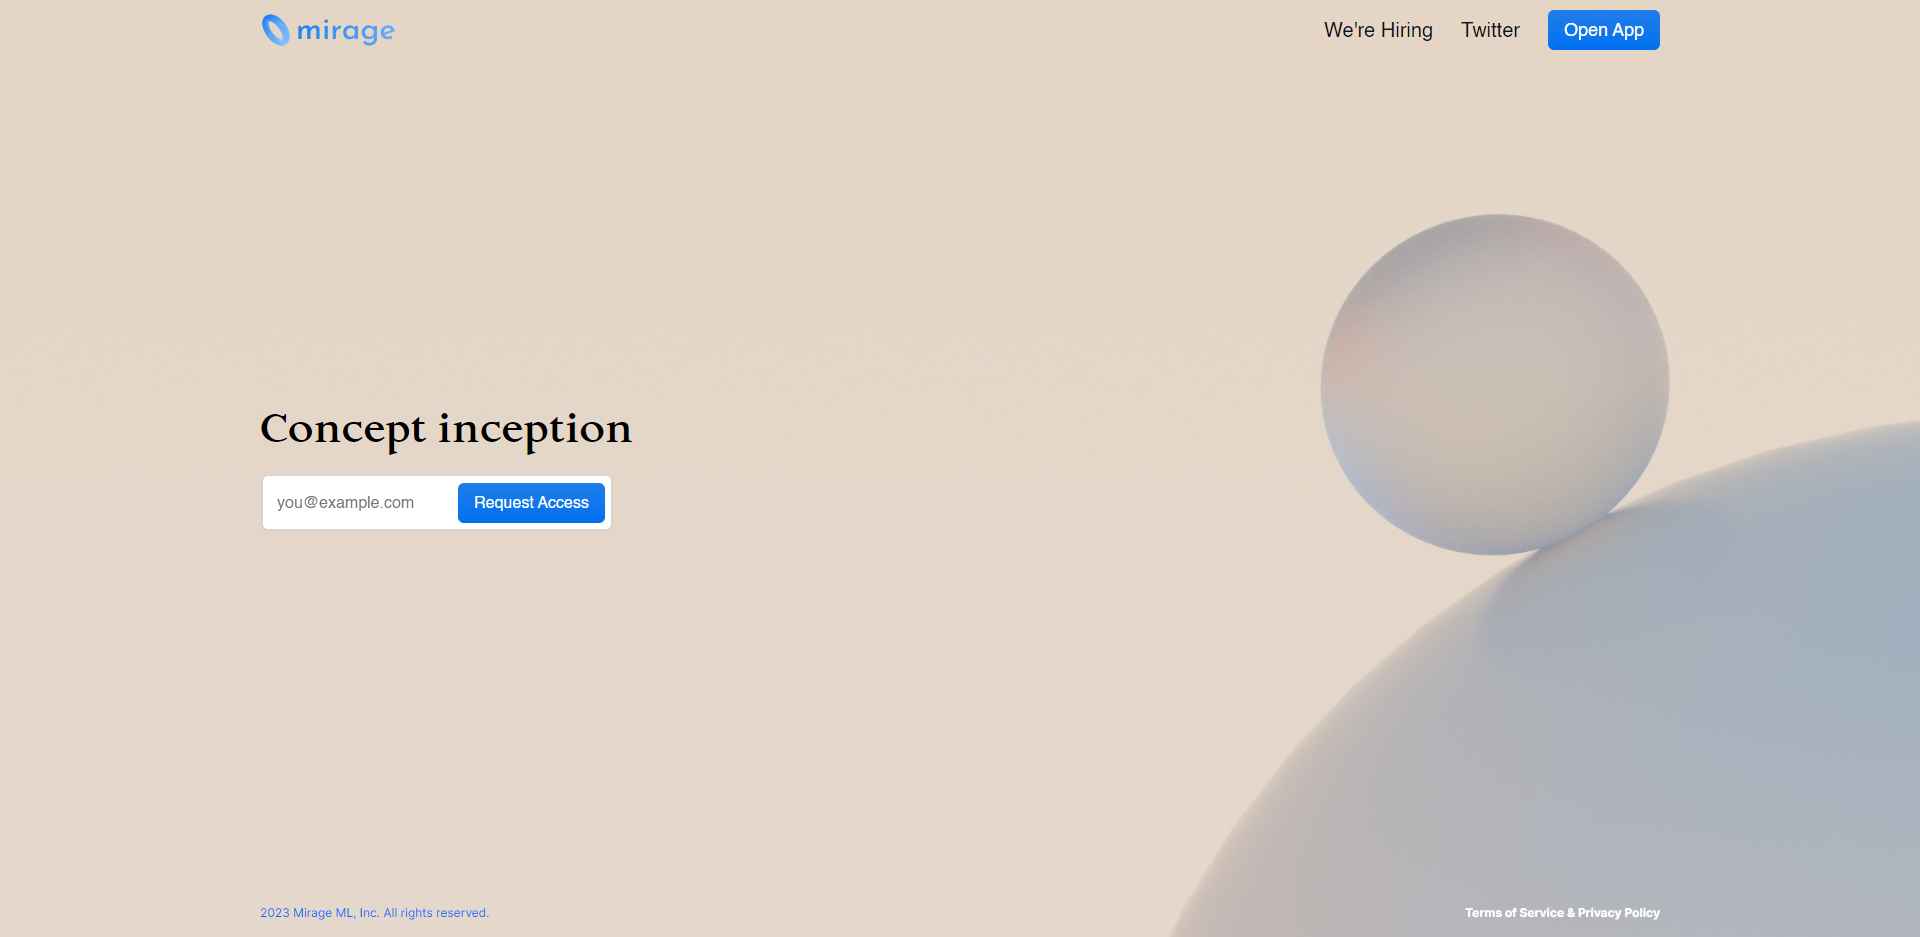 mirage
We're Hiring
Twitter
Open App
Concept inception
you@example.com
Request Access
2023 Mirage ML, Inc. All rights reserved.
Terms of Service & Privacy Policy